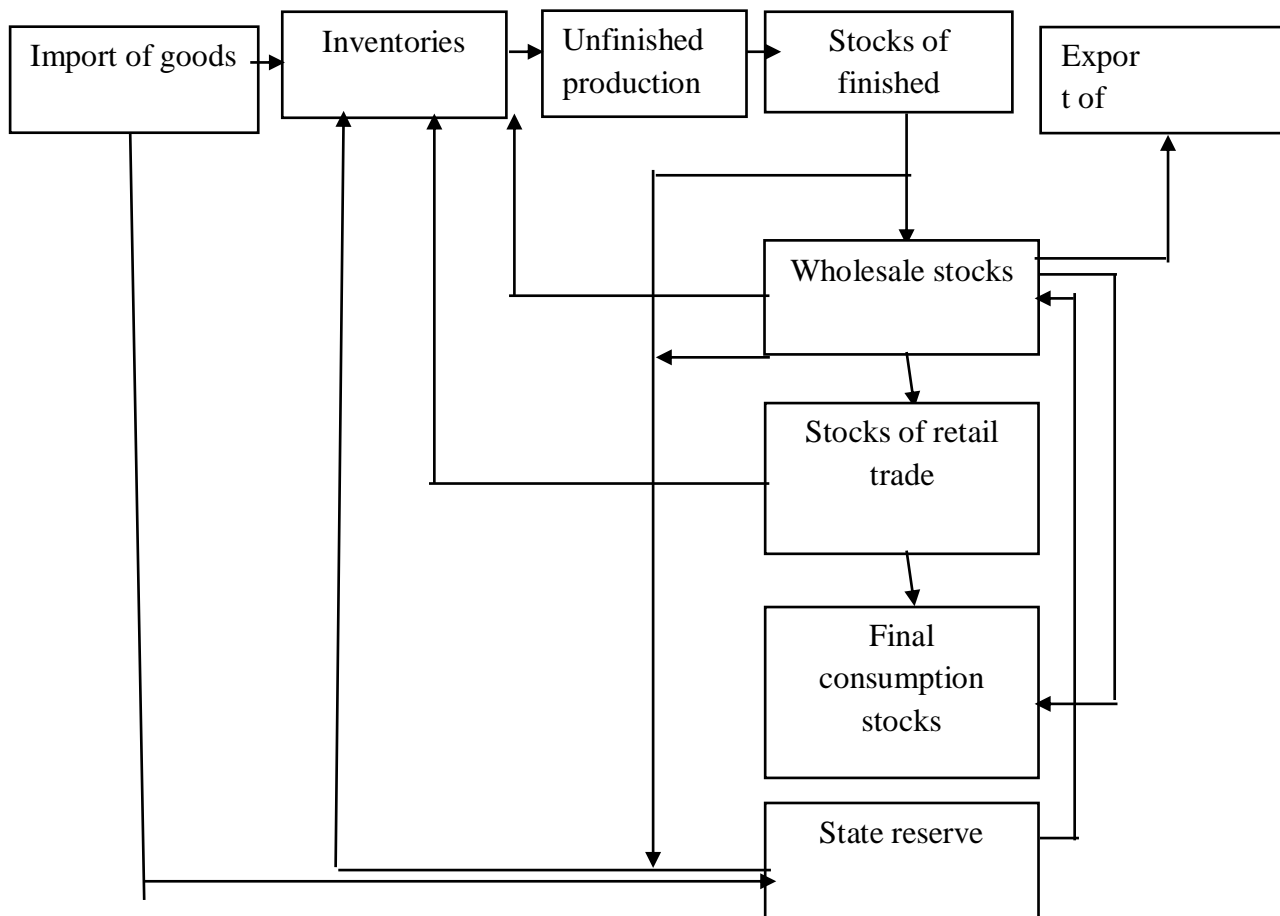 Import of goods
Inventories
Unfinished
production
Stocks of
finished
Expor
t of
Wholesale stocks
Stocks of retail
trade
Final
consumption
stocks
State reserve